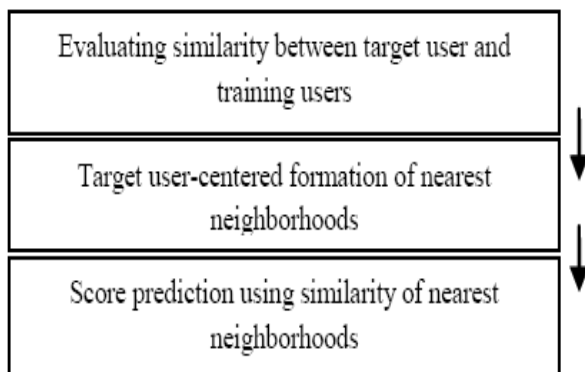 Evaluating similarity between target user and
training users
Target user-centered formation of nearest
neighborhoods
Score prediction using similarity of nearest
neighborhoods